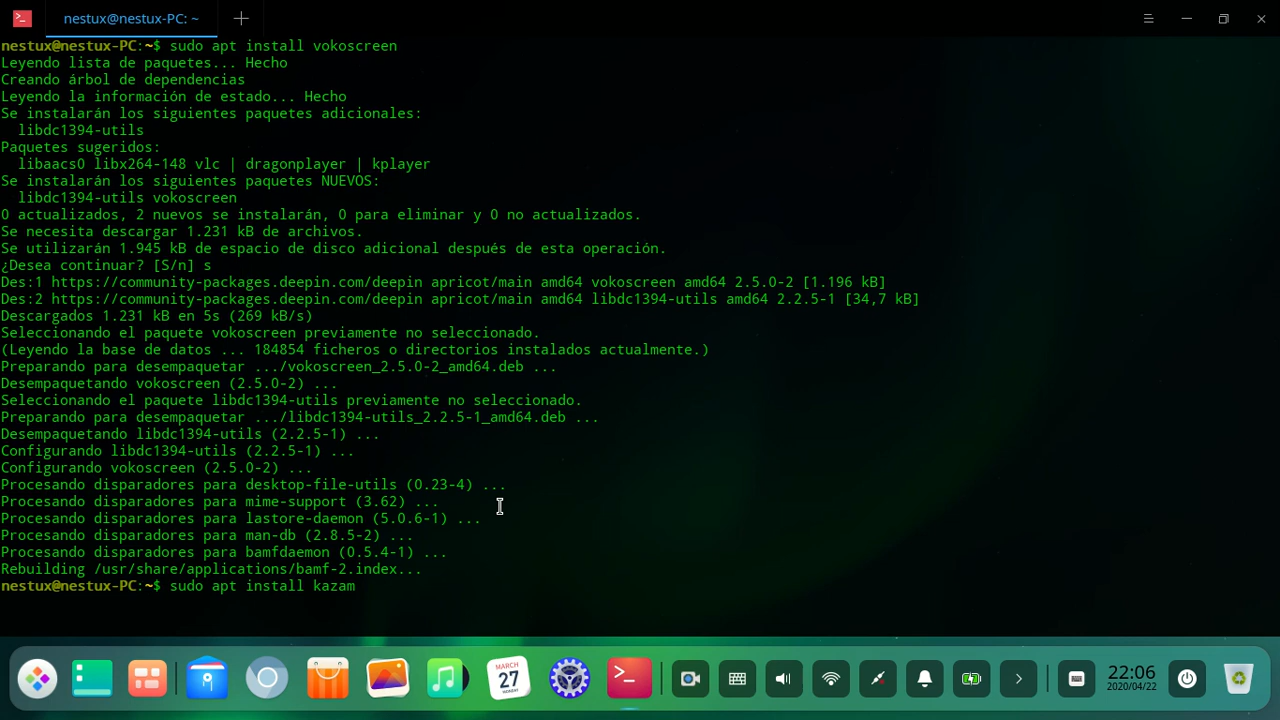 nestux@nestux-PC: ~
nestux@nestux-PC:~$ sudo apt install vokoscreen
Leyendo lista de paquetes... Hecho
Creando árbol de dependencias
Leyendo la información de estado... Hecho
Se instalarán los siguientes paquetes adicionales:
  libdc1394-utils
Paquetes sugeridos:
  libaacs0 libx264-148 vlc | dragonplayer | kplayer
Se instalarán los siguientes paquetes NUEVOS:
  libdc1394-utils vokoscreen
0 actualizados, 2 nuevos se instalarán, 0 para eliminar y 0 no actualizados.
Se necesita descargar 1.231 kB de archivos.
Se utilizarán 1.945 kB de espacio de disco adicional después de esta operación.
¿Desea continuar? [S/n] s
Des:1 https://community-packages.deepin.com/deepin apricot/main amd64 vokoscreen amd64 2.5.0-2 [1.196 kB]
Des:2 https://community-packages.deepin.com/deepin apricot/main amd64 libdc1394-utils amd64 2.2.5-1 [34,7 kB]
Descargados 1.231 kB en 5s (269 kB/s)
Seleccionando el paquete vokoscreen previamente no seleccionado.
(Leyendo la base de datos ... 184854 ficheros o directorios instalados actualmente.)
Preparando para desempaquetar .../vokoscreen_2.5.0-2_amd64.deb ...
Desempaquetando vokoscreen (2.5.0-2) ...
Seleccionando el paquete libdc1394-utils previamente no seleccionado.
Preparando para desempaquetar .../libdc1394-utils_2.2.5-1_amd64.deb ...
Desempaquetando libdc1394-utils (2.2.5-1) ...
Configurando libdc1394-utils (2.2.5-1) ...
Configurando vokoscreen (2.5.0-2) ...
Procesando disparadores para desktop-file-utils (0.23-4) ...
Procesando disparadores para mime-support (3.62) ...
Procesando disparadores para lastore-daemon (5.0.6-1) ...
Procesando disparadores para man-db (2.8.5-2) ...
Procesando disparadores para bamfdaemon (0.5.4-1) ...
Rebuilding /usr/share/applications/bamf-2.index...
nestux@nestux-PC:~$ sudo apt install kazam
MARCH
27
22:06
2020/04/22